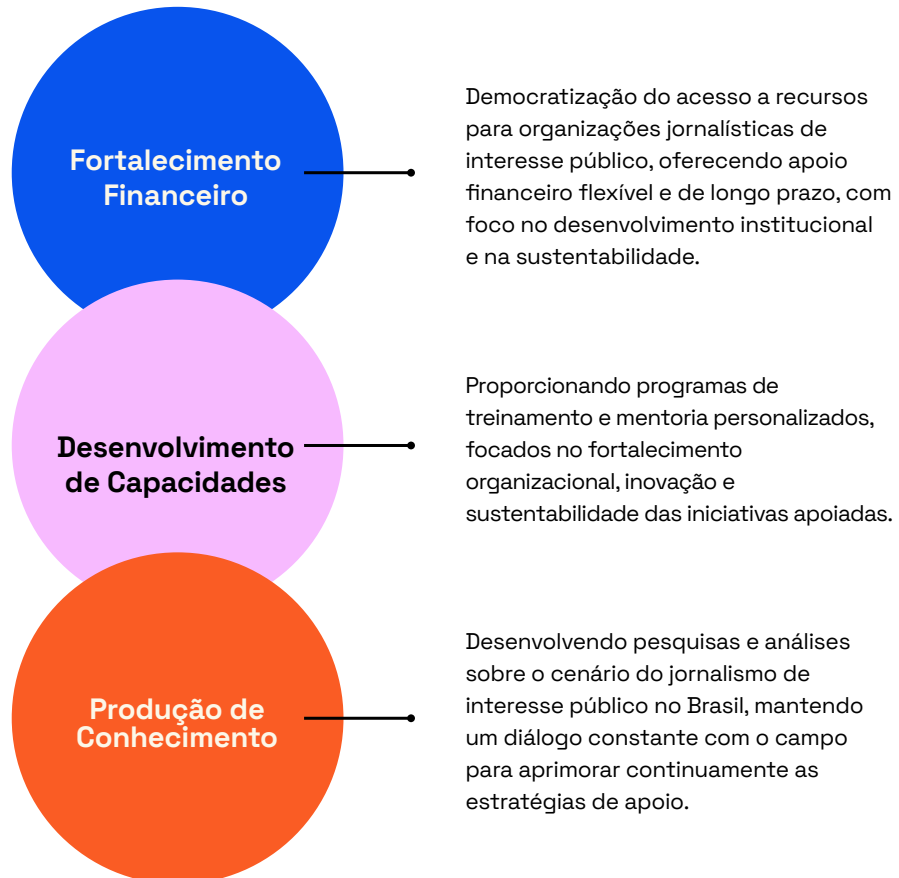 Fortalecimento
Financeiro
Democratização do acesso a recursos
para organizações jornalísticas de
interesse público, oferecendo apoio
financeiro flexível e de longo prazo, com
foco no desenvolvimento institucional
e na sustentabilidade.
Desenvolvimento
de Capacidades
Proporcionando programas de
treinamento e mentoria personalizados,
focados no fortalecimento
organizacional, inovação e
sustentabilidade das iniciativas apoiadas.
Produção de
Conhecimento
Desenvolvendo pesquisas e análises
sobre o cenário do jornalismo de
interesse público no Brasil, mantendo
um diálogo constante com o campo
para aprimorar continuamente as
estratégias de apoio.